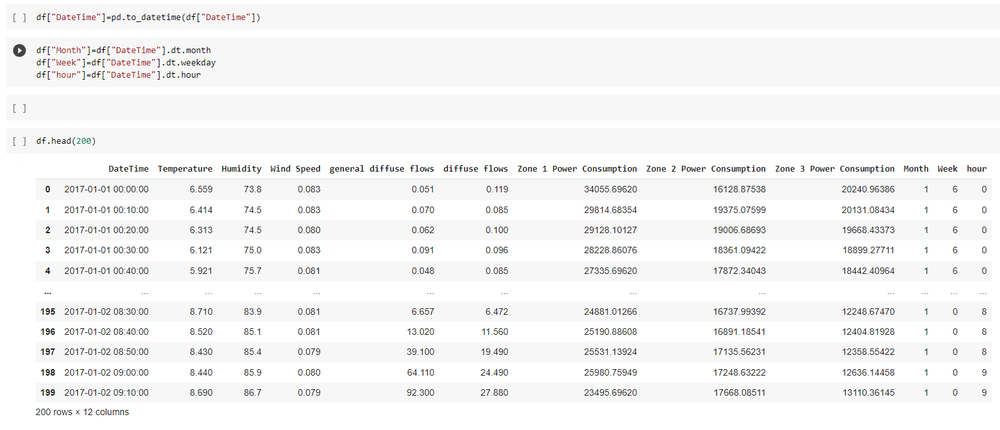 [ ] df["DateTime"]=pd.to_datetime(df["DateTime"])
df["Month"]=df["DateTime"].dt.month
df["Week"]=df["DateTime"].dt.weekday
df["hour"]=df["DateTime"].dt.hour
[ ]
[ ] df.head(200)
DateTime Temperature Humidity Wind Speed general diffuse flows diffuse flows Zone 1 Power Consumption Zone 2 Power Consumption Zone 3 Power Consumption Month Week hour
0 2017-01-01 00:00:00 6.559 73.8 0.083 0.051 0.119 34055.69620 16128.87538 20240.96386 1 6 0
1 2017-01-01 00:10:00 6.414 74.5 0.083 0.070 0.085 29814.68354 19375.07599 20131.08434 1 6 0
2 2017-01-01 00:20:00 6.313 74.5 0.080 0.062 0.100 29128.10127 19006.68693 19668.43373 1 6 0
3 2017-01-01 00:30:00 6.121 75.0 0.083 0.091 0.096 28228.86076 18361.09422 18899.27711 1 6 0
4 2017-01-01 00:40:00 5.921 75.7 0.081 0.048 0.085 27335.69620 17872.34043 18442.40964 1 6 0
... ... ... ... ... ... ... ... ... ... ... ... ...
195 2017-01-02 08:30:00 8.710 83.9 0.081 6.657 6.472 24881.01266 16737.99392 12248.67470 1 0 8
196 2017-01-02 08:40:00 8.520 85.1 0.081 13.020 11.560 25190.88608 16891.18541 12404.81928 1 0 8
197 2017-01-02 08:50:00 8.430 85.4 0.079 39.100 19.490 25531.13924 17135.56231 12358.55422 1 0 8
198 2017-01-02 09:00:00 8.440 85.9 0.080 64.110 24.490 25980.75949 17248.63222 12636.14458 1 0 9
199 2017-01-02 09:10:00 8.690 86.7 0.079 92.300 27.880 23495.69620 17668.08511 13110.36145 1 0 9
200 rows × 12 columns